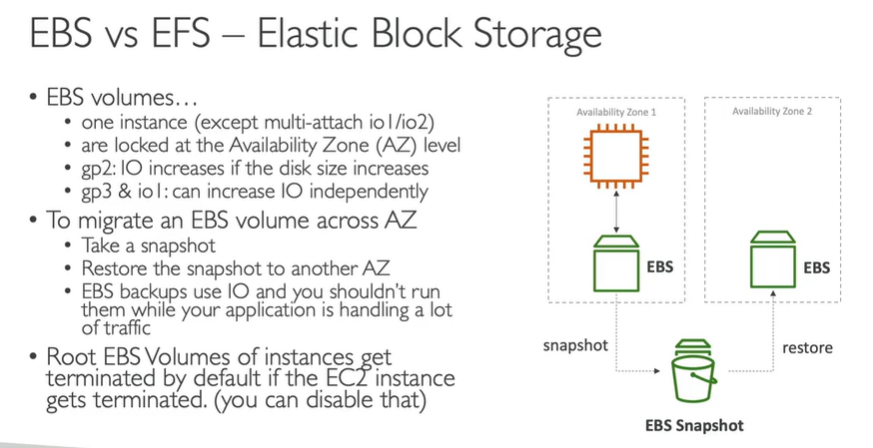 EBS vs EFS – Elastic Block Storage
• EBS volumes…
• one instance (except multi-attach io1/io2)
• are locked at the Availability Zone (AZ) level
• gp2: IO increases if the disk size increases
• gp3 & io1: can increase IO independently
• To migrate an EBS volume across AZ
• Take a snapshot
• Restore the snapshot to another AZ
• EBS backups use IO and you shouldn't run
them while your application is handling a lot
of traffic
• Root EBS Volumes of instances get
terminated by default if the EC2 instance
gets terminated. (you can disable that)
Availability Zone 1
Availability Zone 2
EBS
EBS
snapshot
restore
EBS Snapshot